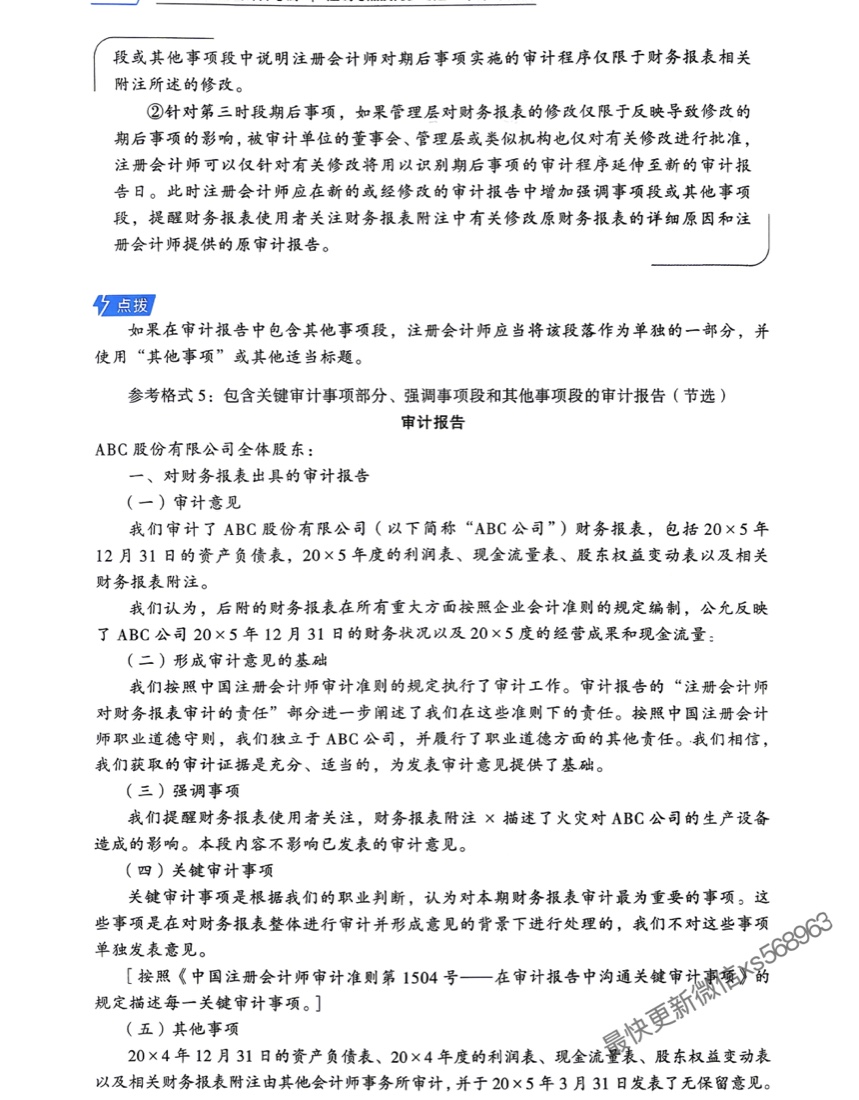 段或其他事项段中说明注册会计师对期后事项实施的审计程序仅限于财务报表相关
附注所述的修改。
②针对第三时段期后事项，如果管理层对财务报表的修改仅限于反映导致修改的
期后事项的影响，被审计单位的董事会、管理层或类似机构也仅对有关修改进行批准，
注册会计师可以仅针对有关修改将用以识别期后事项的审计程序延伸至新的审计报
告日。此时注册会计师应在新的或经修改的审计报告中增加强调事项段或其他事项
段，提醒财务报表使用者关注财务报表附注中有关修改原财务报表的详细原因和注
册会计师提供的原审计报告。
点拨
如果在审计报告中包含其他事项段，注册会计师应当将该段落作为单独的一部分，并
使用“其他事项”或其他适当标题。
参考格式 5：包含关键审计事项部分、强调事项段和其他事项段的审计报告（节选）
审计报告
ABC 股份有限公司全体股东：
一、对财务报表出具的审计报告
（一）审计意见
我们审计了 ABC 股份有限公司（以下简称“ABC 公司”）财务报表，包括 20×5 年
12 月 31 日的资产负债表，20×5 年度的利润表、现金流量表、股东权益变动表以及相关
财务报表附注。
我们认为，后附的财务报表在所有重大方面按照企业会计准则的规定编制，公允反映
了 ABC 公司 20×5 年 12 月 31 日的财务状况以及 20×5 度的经营成果和现金流量：
（二）形成审计意见的基础
我们按照中国注册会计师审计准则的规定执行了审计工作。审计报告的“注册会计师
对财务报表审计的责任”部分进一步阐述了我们在这些准则下的责任。按照中国注册会计
师职业道德守则，我们独立于 ABC 公司，并履行了职业道德方面的其他责任。我们相信，
我们获取的审计证据是充分、适当的，为发表审计意见提供了基础。
（三）强调事项
我们提醒财务报表使用者关注，财务报表附注 × 描述了火灾对 ABC 公司的生产设备
造成的影响。本段内容不影响已发表的审计意见。
（四）关键审计事项
关键审计事项是根据我们的职业判断，认为对本期财务报表审计最为重要的事项。这
些事项是在对财务报表整体进行审计并形成意见的背景下进行处理的，我们不对这些事项
单独发表意见。
［按照《中国注册会计师审计准则第 1504 号——在审计报告中沟通关键审计事项》的
规定描述每一关键审计事项。］
（五）其他事项
20×4 年 12 月 31 日的资产负债表、20×4 年度的利润表、现金流量表、股东权益变动表
以及相关财务报表附注由其他会计师事务所审计，并于 20×5 年 3 月 31 日发表了无保留意见。
最快更新微信xs568963